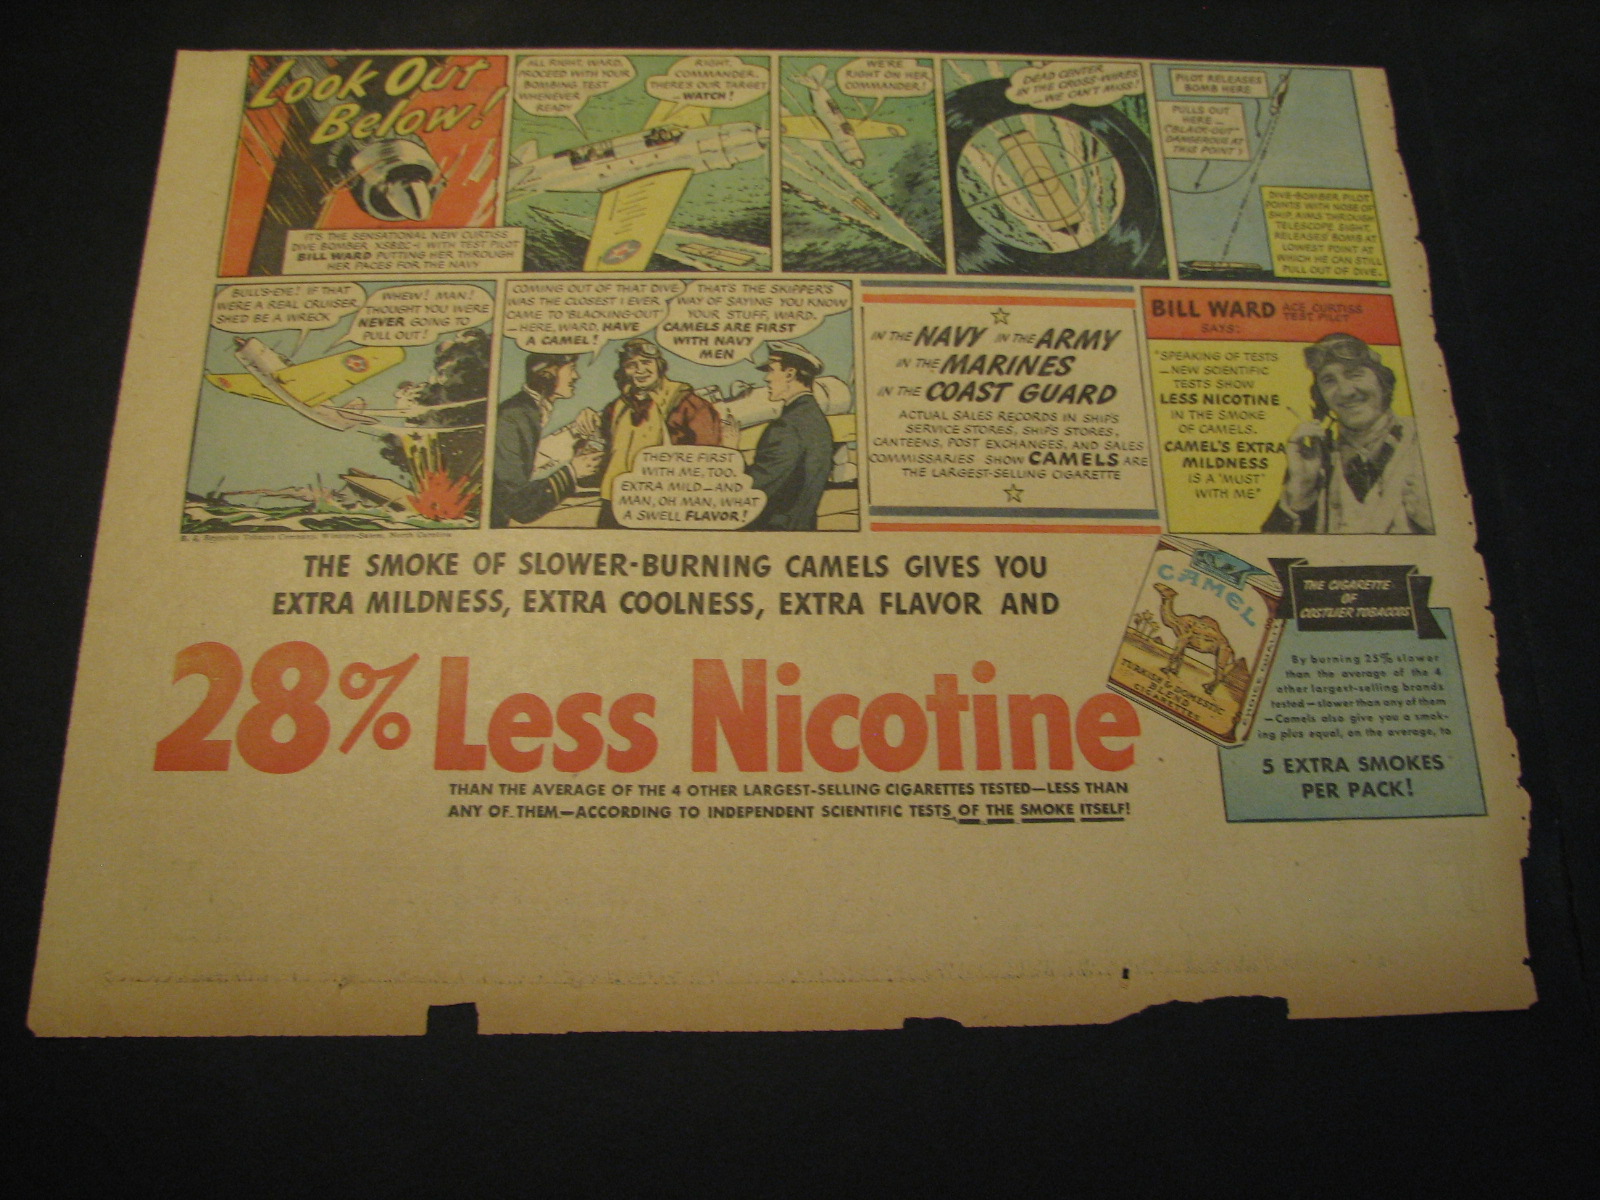 Look Out
Below!
IT'S THE SENSATIONAL NEW CURTISS
DIVE BOMBER XSB2C-1 WITH TEST PILOT
BILL WARD PUTTING HER THROUGH
HER PACES FOR THE NAVY
ALL RIGHT, WARD,
PROCEED WITH YOUR
BOMBING TEST
WHENEVER
READY
RIGHT,
COMMANDER.
THERE'S OUR TARGET
—WATCH!
WE'RE
RIGHT ON HER,
COMMANDER!
DEAD CENTER
IN THE CROSS-WIRES
—WE CAN'T MISS!
PILOT RELEASES
BOMB HERE
PULLS OUT
HERE—
("BLACK-OUT"
DANGEROUS AT
THIS POINT)
DIVE-BOMBER PILOT
POINTS WITH NOSE OF
SHIP, AIMS THROUGH
TELESCOPE SIGHT,
RELEASES BOMB AT
LOWEST POINT AT
WHICH HE CAN STILL
PULL OUT OF DIVE.
BULL'S-EYE! IF THAT
WERE A REAL CRUISER,
SHE'D BE A WRECK
WHEW! MAN!
THOUGHT YOU WERE
NEVER GOING TO
PULL OUT!
R. J. Reynolds Tobacco Company, Winston-Salem, North Carolina
COMING OUT OF THAT DIVE
WAS THE CLOSEST I EVER
CAME TO 'BLACKING-OUT'
—HERE, WARD, HAVE
A CAMEL!
THAT'S THE SKIPPER'S
WAY OF SAYING YOU KNOW
YOUR STUFF, WARD.
CAMELS ARE FIRST
WITH NAVY
MEN
THEY'RE FIRST
WITH ME, TOO.
EXTRA MILD—AND
MAN, OH MAN, WHAT
A SWELL FLAVOR!
IN THE NAVY IN THE ARMY
IN THE MARINES
IN THE COAST GUARD
ACTUAL SALES RECORDS IN SHIP'S
SERVICE STORES, SHIP'S STORES,
CANTEENS, POST EXCHANGES, AND SALES
COMMISSARIES SHOW CAMELS ARE
THE LARGEST-SELLING CIGARETTE
BILL WARD ACE CURTISS
TEST PILOT
SAYS:
"SPEAKING OF TESTS
—NEW SCIENTIFIC
TESTS SHOW
LESS NICOTINE
IN THE SMOKE
OF CAMELS.
CAMEL'S EXTRA
MILDNESS
IS A 'MUST'
WITH ME"
THE SMOKE OF SLOWER-BURNING CAMELS GIVES YOU
EXTRA MILDNESS, EXTRA COOLNESS, EXTRA FLAVOR AND
28% Less Nicotine
THAN THE AVERAGE OF THE 4 OTHER LARGEST-SELLING CIGARETTES TESTED—LESS THAN
ANY OF THEM—ACCORDING TO INDEPENDENT SCIENTIFIC TESTS OF THE SMOKE ITSELF!
CAMEL
TURKISH & DOMESTIC
BLEND
CIGARETTES
CHOICE QUALITY
THE CIGARETTE
OF
COSTLIER TOBACCOS
By burning 25% slower
than the average of the 4
other largest-selling brands
tested—slower than any of them
—Camels also give you a smok-
ing plus equal, on the average, to
5 EXTRA SMOKES
PER PACK!